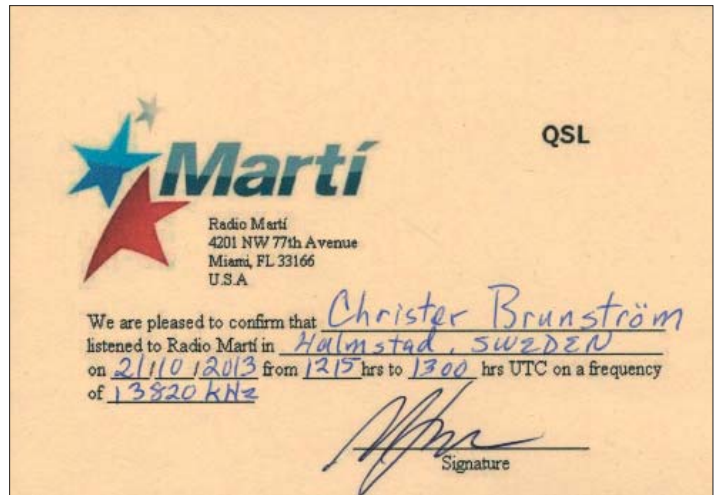 QSL
Martí
Radio Martí
4201 NW 77th Avenue
Miami, FL 33166
U.S.A
We are pleased to confirm that Christer Brunström
listened to Radio Martí in Halmstad, SWEDEN
on 21/10/2013 from 1215 hrs to 1300 hrs UTC on a frequency
of 13820 kHz
Signature